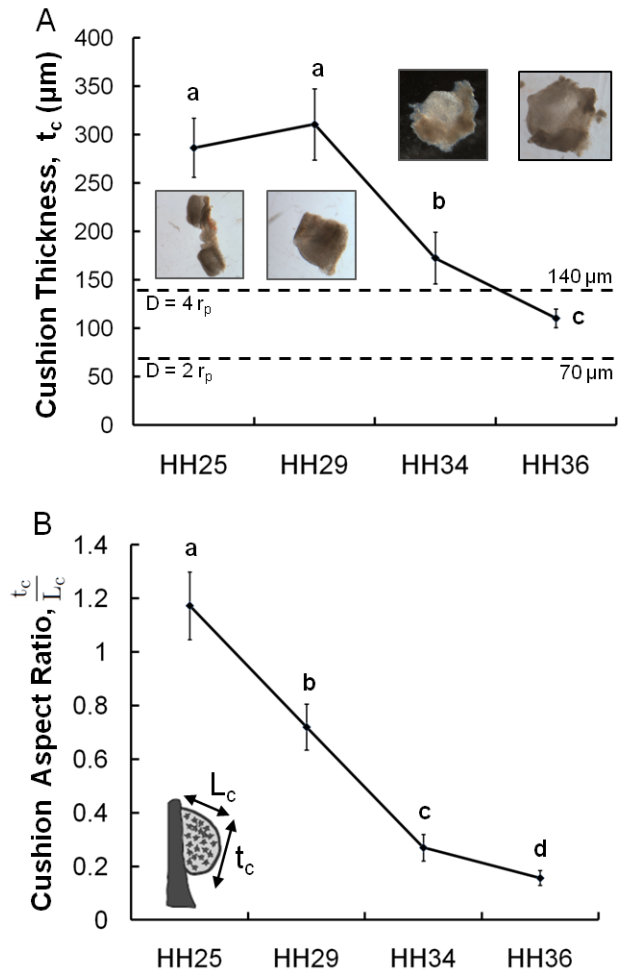 A
Cushion Thickness, tc (µm)
400
350
300
250
200
150
100
50
0
a
a
b
c
140 µm
D = 4 rp
D = 2 rp
70 µm
HH25 HH29 HH34 HH36
B
Cushion Aspect Ratio, tc/Lc
1.4
1.2
1
0.8
0.6
0.4
0.2
0
a
b
c
d
Lc
tc
HH25 HH29 HH34 HH36